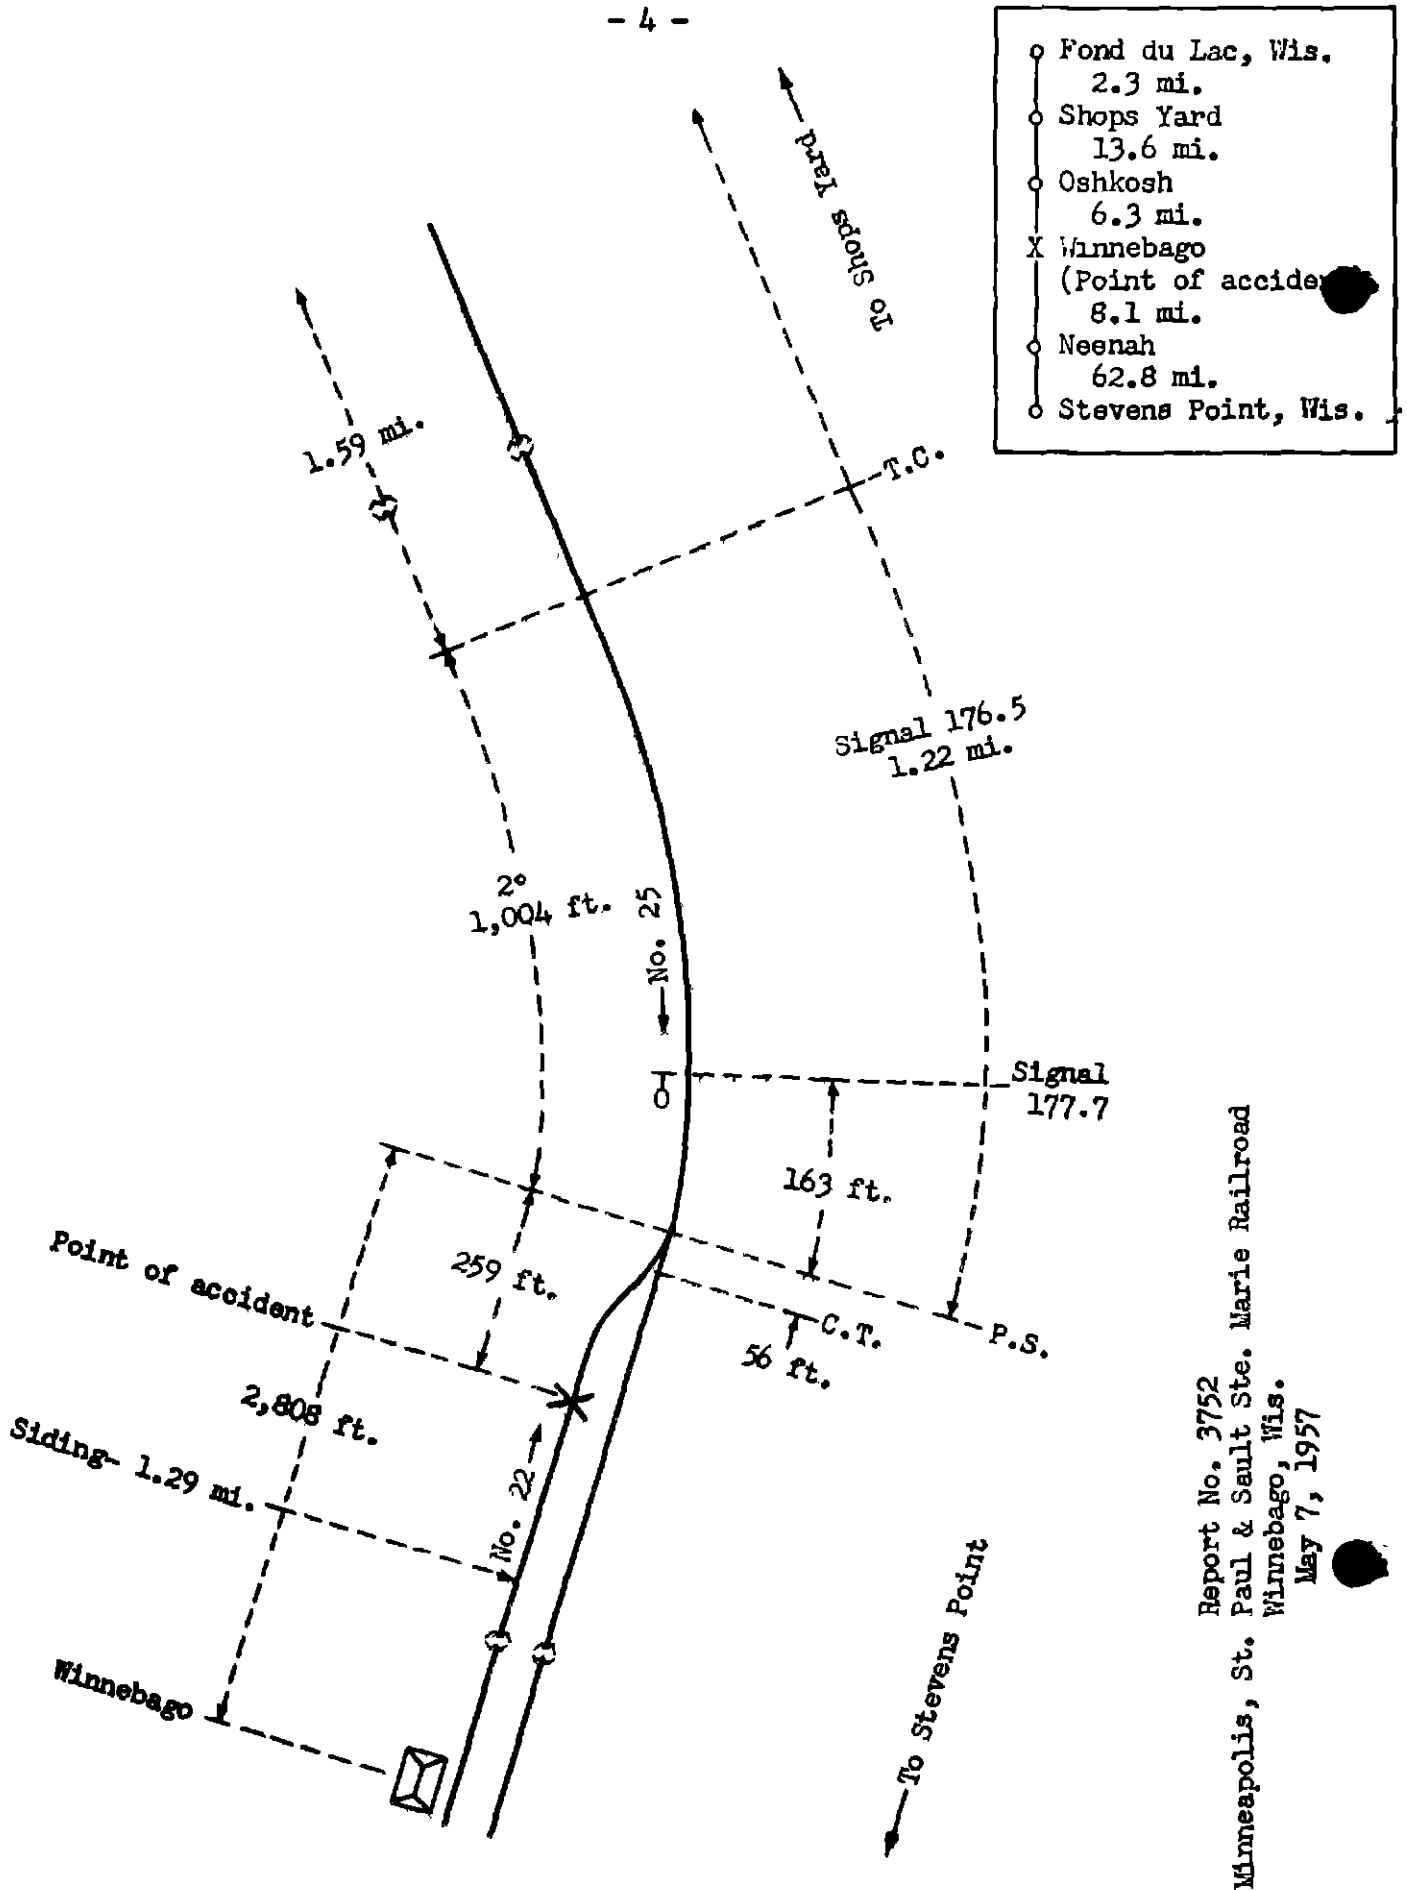 - 4 -
Fond du Lac, Wis.
2.3 mi.
Shops Yard
13.6 mi.
Oshkosh
6.3 mi.
X Winnebago
(Point of
8.1 mi.
Neenah
62.8 mi.
Stevens Point, Wis.
To Shops Yard
1.59 mi.
T.C.
Signal 176.5
1.22 mi.
2°
1,004 ft.
No. 25
Signal
177.7
163 ft.
259 ft.
Point of accident
C.T.
P.S.
56 ft.
2,808 ft.
Siding- 1.29 mi.
No. 22
Winnebago
To Stevens Point
Report No. 3752
Minneapolis, St. Paul & Sault Ste. Marie Railroad
Winnebago, Wis.
May 7, 1957